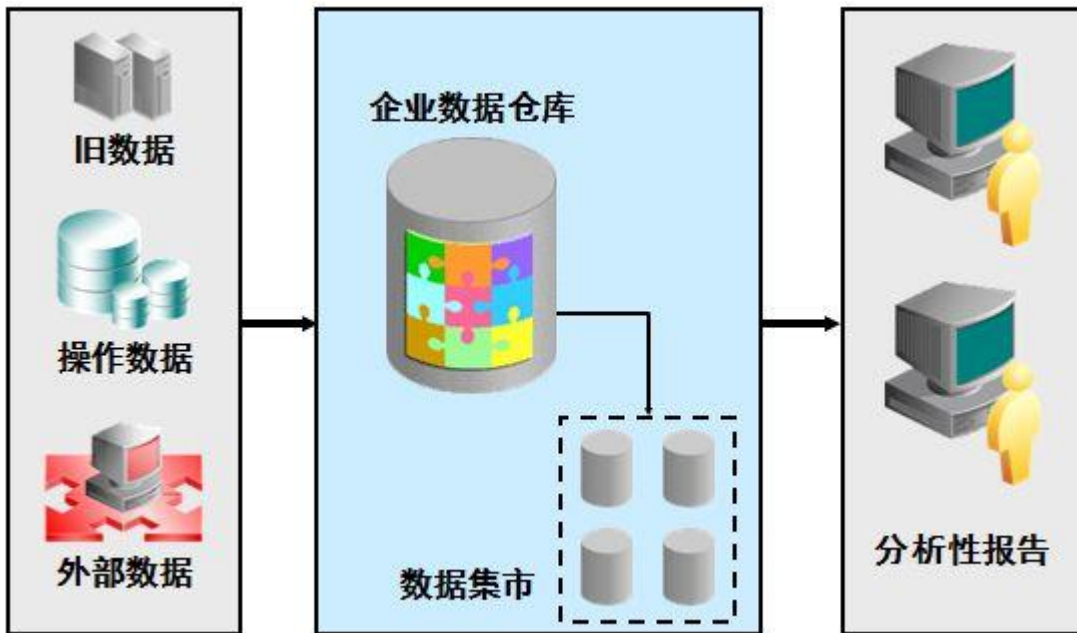 旧数据
操作数据
外部数据
企业数据仓库
数据集市
分析性报告